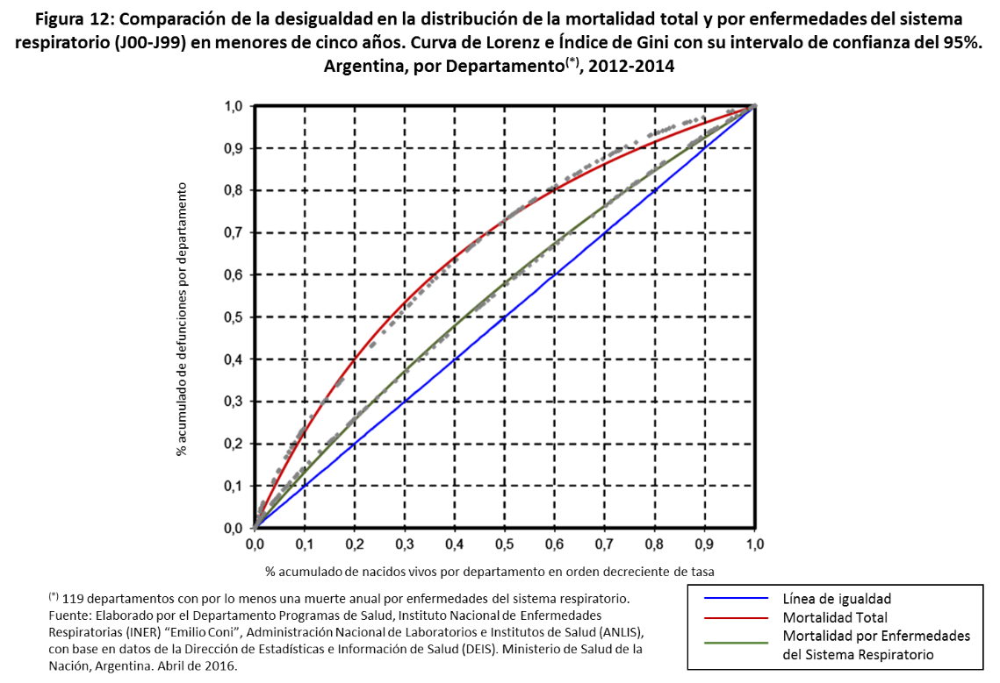 Figura 12: Comparación de la desigualdad en la distribución de la mortalidad total y por enfermedades del sistema
respiratorio (J00-J99) en menores de cinco años. Curva de Lorenz e Índice de Gini con su intervalo de confianza del 95%.
Argentina, por Departamento(*), 2012-2014
% acumulado de defunciones por departamento
1,0
0,9
0,8
0,7
0,6
0,5
0,4
0,3
0,2
0,1
0,0
0,0 0,1 0,2 0,3 0,4 0,5 0,6 0,7 0,8 0,9 1,0
% acumulado de nacidos vivos por departamento en orden decreciente de tasa
(*) 119 departamentos con por lo menos una muerte anual por enfermedades del sistema respiratorio.
Fuente: Elaborado por el Departamento Programas de Salud, Instituto Nacional de Enfermedades
Respiratorias (INER) “Emilio Coni”, Administración Nacional de Laboratorios e Institutos de Salud (ANLIS),
con base en datos de la Dirección de Estadísticas e Información de Salud (DEIS). Ministerio de Salud de la
Nación, Argentina. Abril de 2016.
Línea de igualdad
Mortalidad Total
Mortalidad por Enfermedades
del Sistema Respiratorio